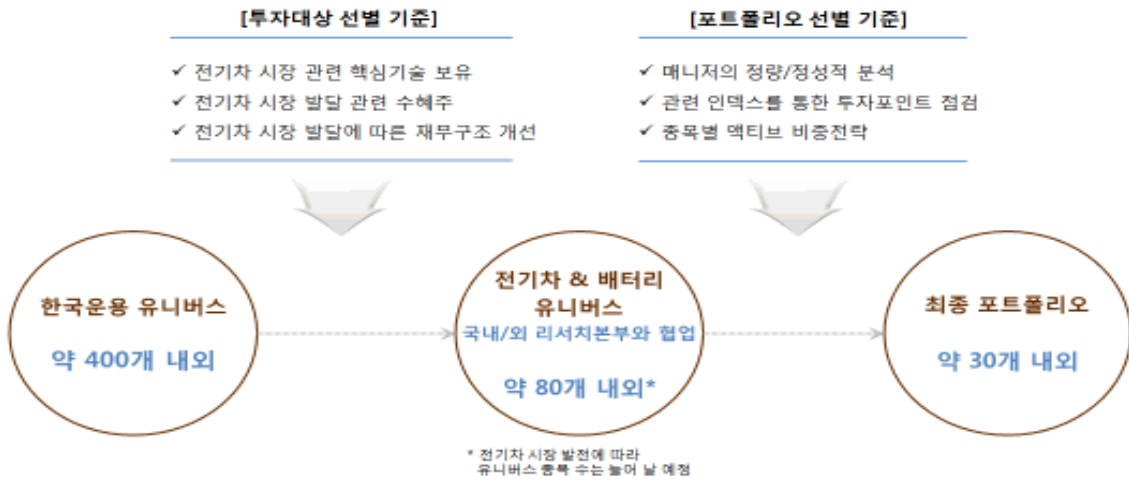 [투자대상 선별 기준]
✓ 전기차 시장 관련 핵심기술 보유
✓ 전기차 시장 발달 관련 수혜주
✓ 전기차 시장 발달에 따른 재무구조 개선
[포트폴리오 선별 기준]
✓ 매니저의 정량/정성적 분석
✓ 관련 인덱스를 통한 투자포인트 점검
✓ 종목별 액티브 비중전략
한국운용 유니버스
약 400개 내외
전기차 & 배터리
유니버스
국내/외 리서치본부와 협업
약 80개 내외*
최종 포트폴리오
약 30개 내외
* 전기차 시장 발전에 따라
유니버스 종목 수는 늘어 날 예정